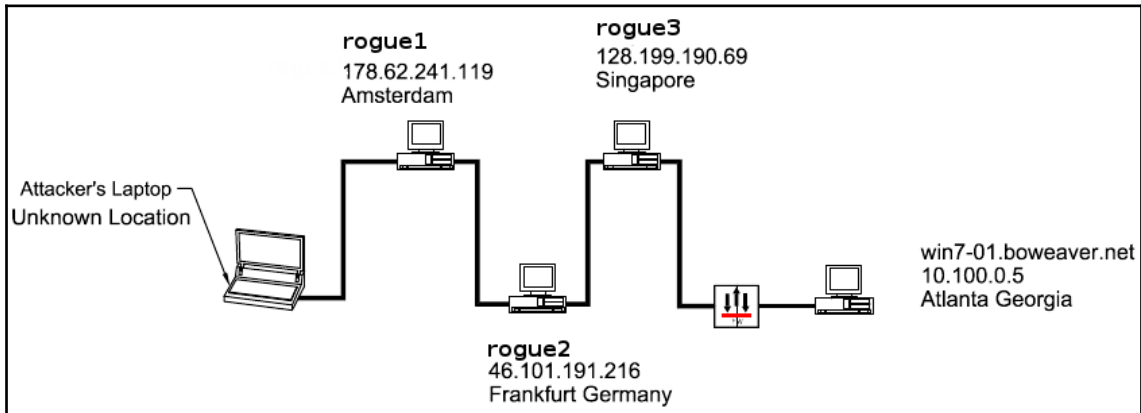 rogue1
178.62.241.119
Amsterdam
rogue3
128.199.190.69
Singapore
Attacker's Laptop
Unknown Location
win7-01.boweaver.net
10.100.0.5
Atlanta Georgia
rogue2
46.101.191.216
Frankfurt Germany